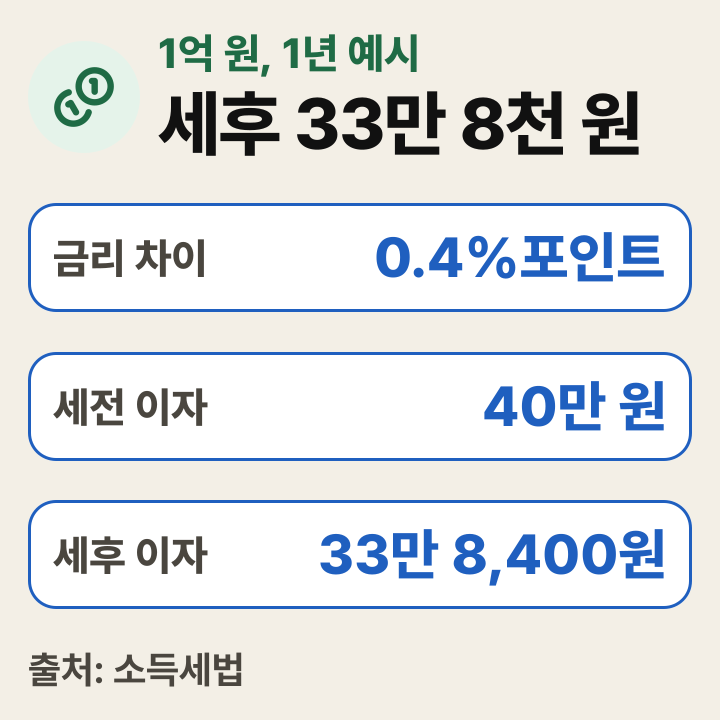 1억 원, 1년 예시
세후 33만 8천 원
금리 차이 0.4%포인트
세전 이자 40만 원
세후 이자 33만 8,400원
출처: 소득세법